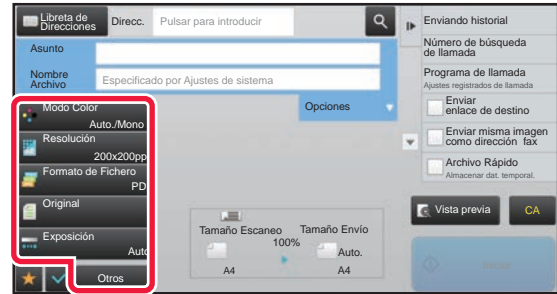 Libreta de
Direcciones
Direcc.
Pulsar para introducir
Enviando historial
Asunto
Número de búsqueda
de llamada
Nombre
Archivo
Especificado por Ajustes de sistema
Programa de llamada
Ajustes registrados de llamada
Modo Color
Auto./Mono
Opciones
Enviar
enlace de destino
Resolución
200x200pp
Enviar misma imagen
como dirección fax
Formato de Fichero
PD
Archivo Rápido
Almacenar dat. temporal.
Original
Vista previa
CA
Tamaño Escaneo
Tamaño Envío
100%
Auto.
A4
A4
Exposición
Auto
Otros